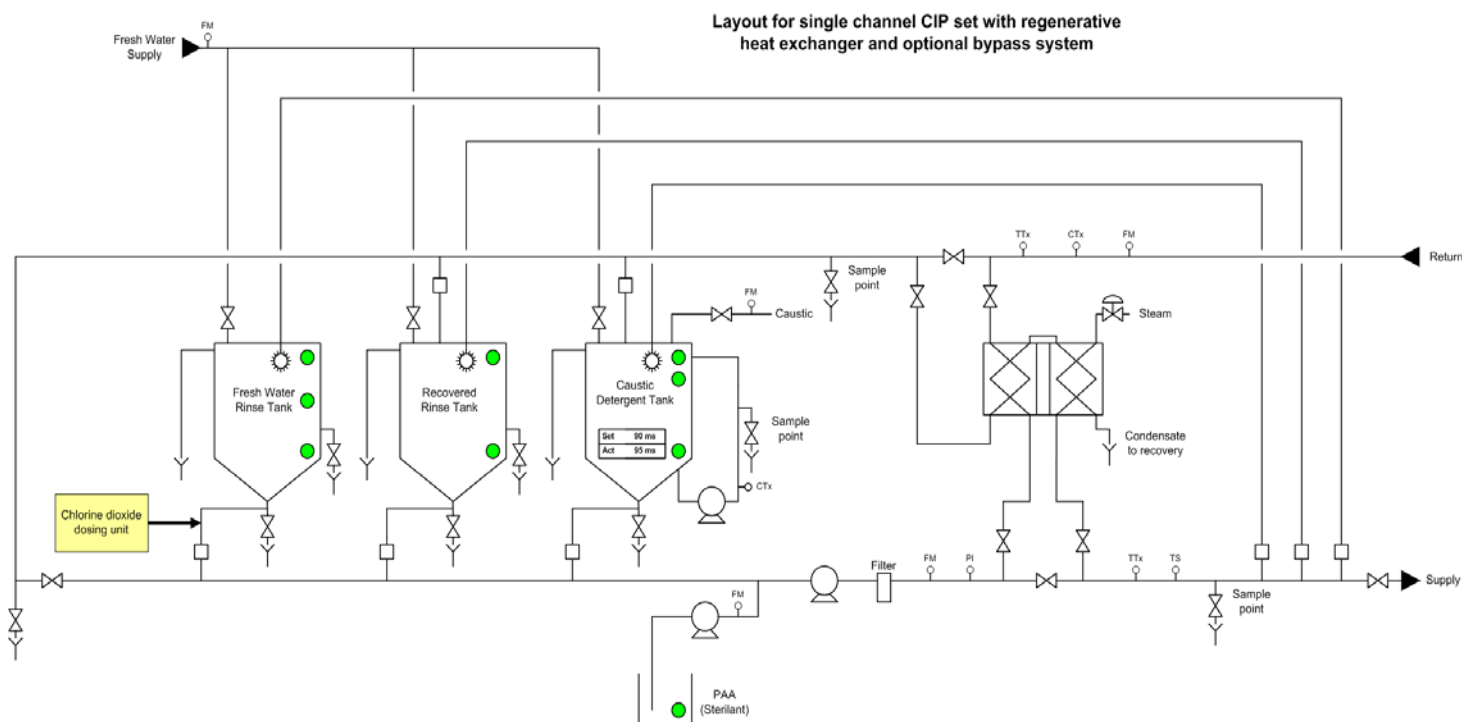 Layout for single channel CIP set with regenerative
heat exchanger and optional bypass system
FM
Fresh Water
Supply
TTx
CTx
FM
Return
Sample
point
FM
Caustic
Steam
Fresh Water
Rinse Tank
Recovered
Rinse Tank
Caustic
Detergent Tank
Set 90 ms
Act 95 ms
Sample
point
CTx
Condensate
to recovery
Chlorine dioxide
dosing unit
Filter
FM
PI
TTx
TS
Supply
Sample
point
FM
PAA
(Sterilant)